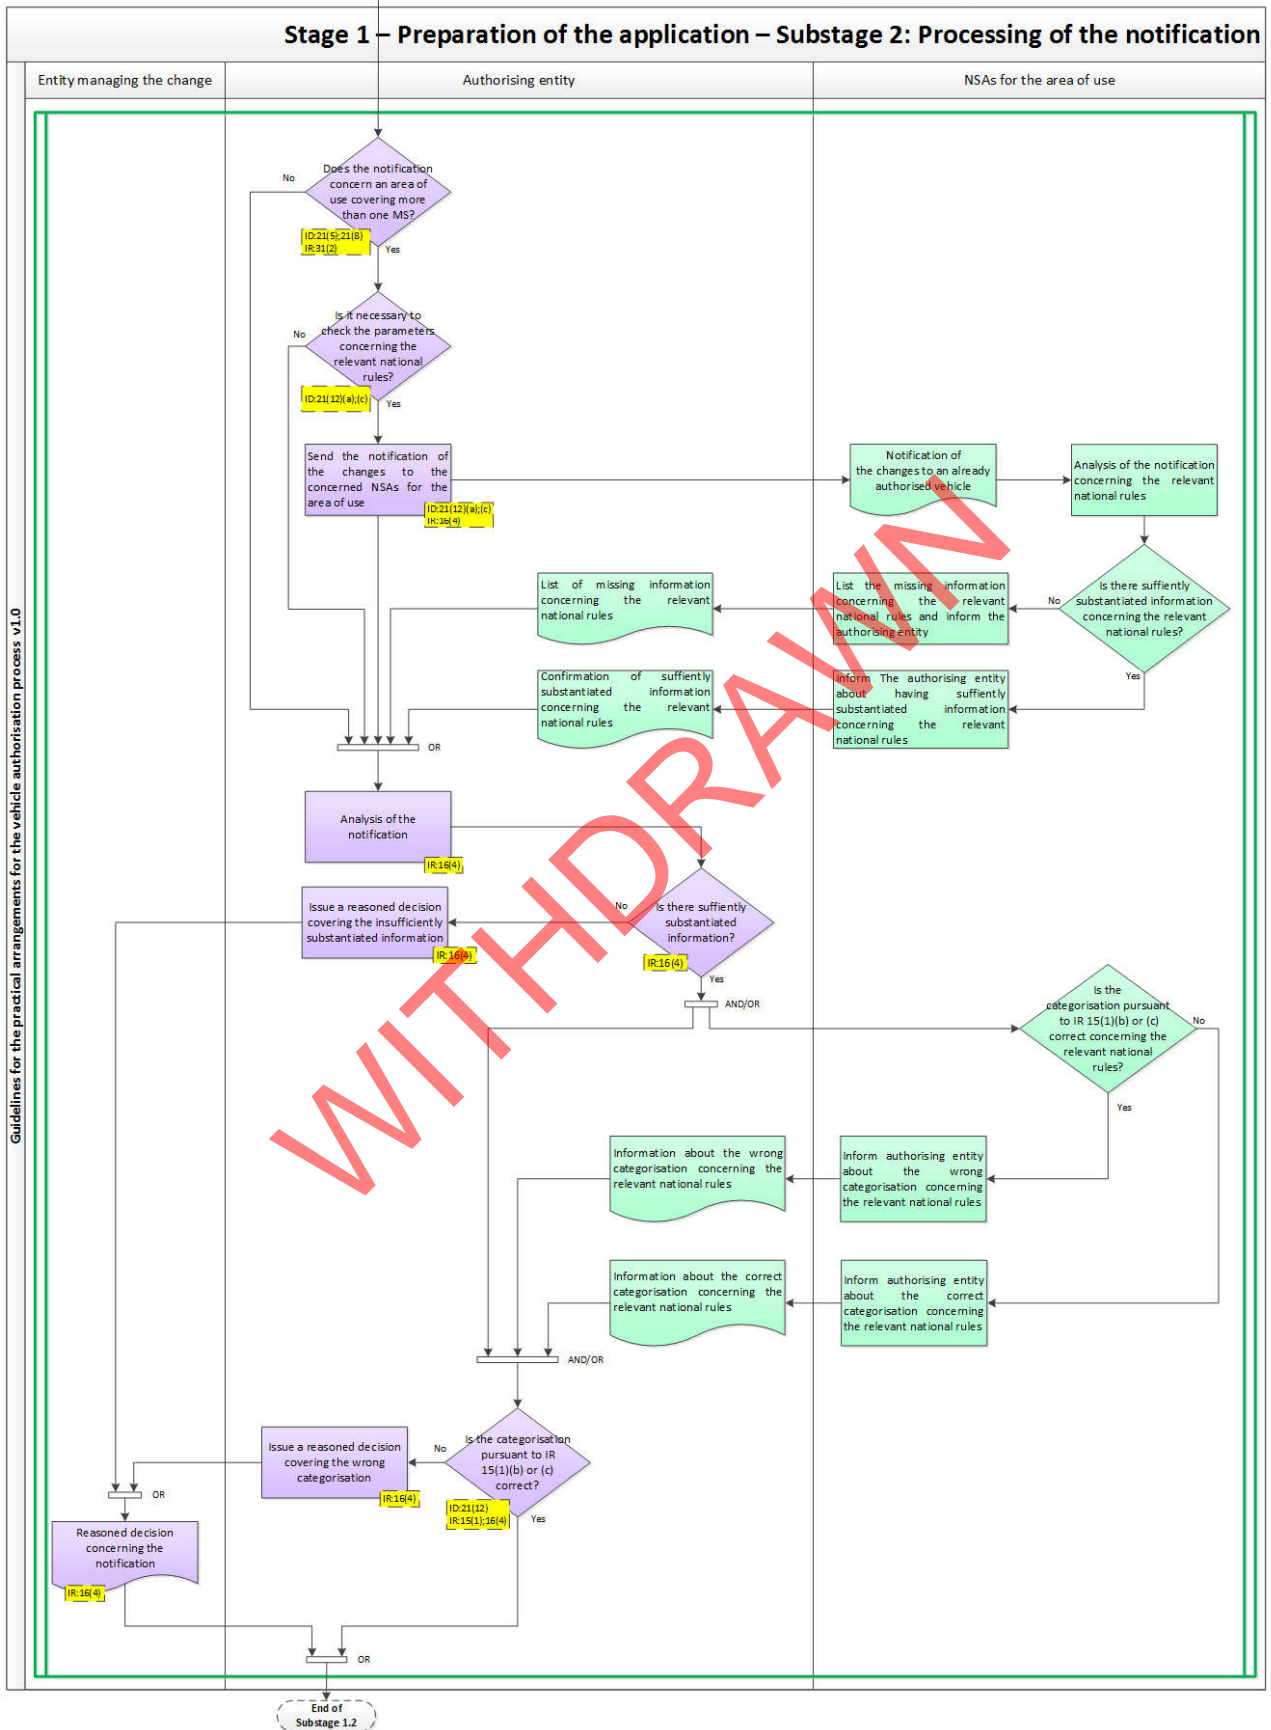 Stage 1 – Preparation of the application – Substage 2: Processing of the notification
Entity managing the change
Authorising entity
NSAs for the area of use
Guidelines for the practical arrangements for the vehicle authorisation process v1.0
Does the notification
concern an area of
use covering more
than one MS?
No
ID:21(5);21(8)
IR:31(2)
Yes
Is it necessary to
check the parameters
concerning the
relevant national
rules?
No
ID:21(12)(a);(c)
Yes
Send the notification of
the changes to the
concerned NSAs for the
area of use
ID:21(12)(a);(c)
IR:16(4)
Notification of
the changes to an already
authorised vehicle
Analysis of the notification
concerning the relevant
national rules
Is there suffiently
substantiated information
concerning the relevant
national rules?
No
Yes
List the missing information
concerning the relevant
national rules and inform the
authorising entity
List of missing information
concerning the relevant
national rules
Inform The authorising entity
about having suffiently
substantiated information
concerning the relevant
national rules
Confirmation of suffiently
substantiated information
concerning the relevant
national rules
OR
Analysis of the
notification
IR:16(4)
Is there suffiently
substantiated
information?
No
IR:16(4)
Yes
Issue a reasoned decision
covering the insufficiently
substantiated information
IR:16(4)
AND/OR
Is the
categorisation pursuant
to IR 15(1)(b) or (c)
correct concerning the
relevant national
rules?
No
Yes
Inform authorising entity
about the wrong
categorisation concerning
the relevant national rules
Information about the wrong
categorisation concerning the
relevant national rules
Inform authorising entity
about the correct
categorisation concerning
the relevant national rules
Information about the correct
categorisation concerning the
relevant national rules
AND/OR
Is the categorisation
pursuant to IR
15(1)(b) or (c)
correct?
No
ID:21(12)
IR:15(1);16(4)
Yes
Issue a reasoned decision
covering the wrong
categorisation
IR:16(4)
OR
Reasoned decision
concerning the
notification
IR:16(4)
OR
End of
Substage 1.2
WITHDRAWN